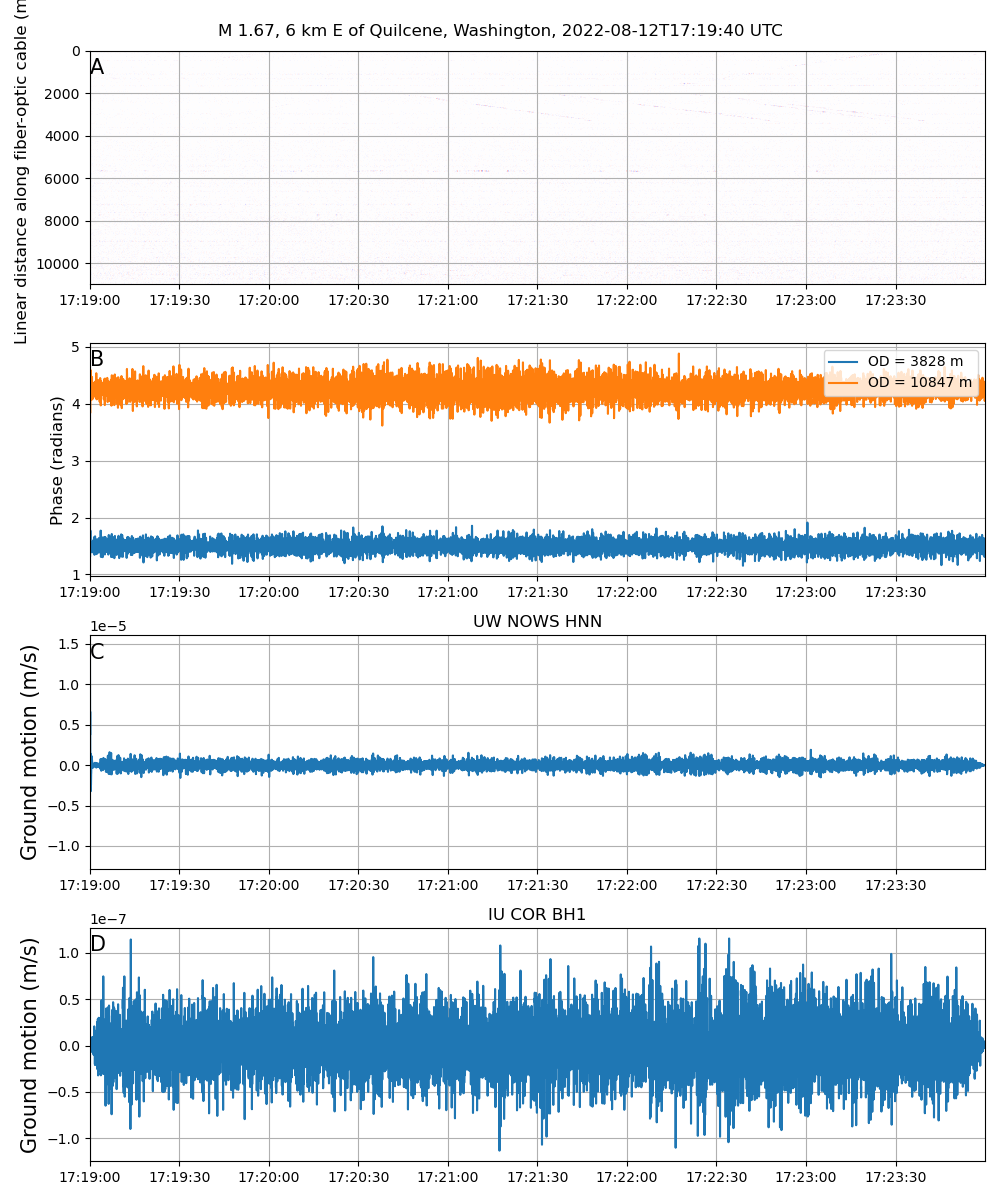 M 1.67, 6 km E of Quilcene, Washington, 2022-08-12T17:19:40 UTC
Linear distance along fiber-optic cable (m
A
0
2000
4000
6000
8000
10000
17:19:00 17:19:30 17:20:00 17:20:30 17:21:00 17:21:30 17:22:00 17:22:30 17:23:00 17:23:30
Phase (radians)
B
5
4
3
2
1
OD = 3828 m
OD = 10847 m
17:19:00 17:19:30 17:20:00 17:20:30 17:21:00 17:21:30 17:22:00 17:22:30 17:23:00 17:23:30
UW NOWS HNN
1e−5
Ground motion (m/s)
C
1.5
1.0
0.5
0.0
−0.5
−1.0
17:19:00 17:19:30 17:20:00 17:20:30 17:21:00 17:21:30 17:22:00 17:22:30 17:23:00 17:23:30
IU COR BH1
1e−7
Ground motion (m/s)
D
1.0
0.5
0.0
−0.5
−1.0
17:19:00 17:19:30 17:20:00 17:20:30 17:21:00 17:21:30 17:22:00 17:22:30 17:23:00 17:23:30